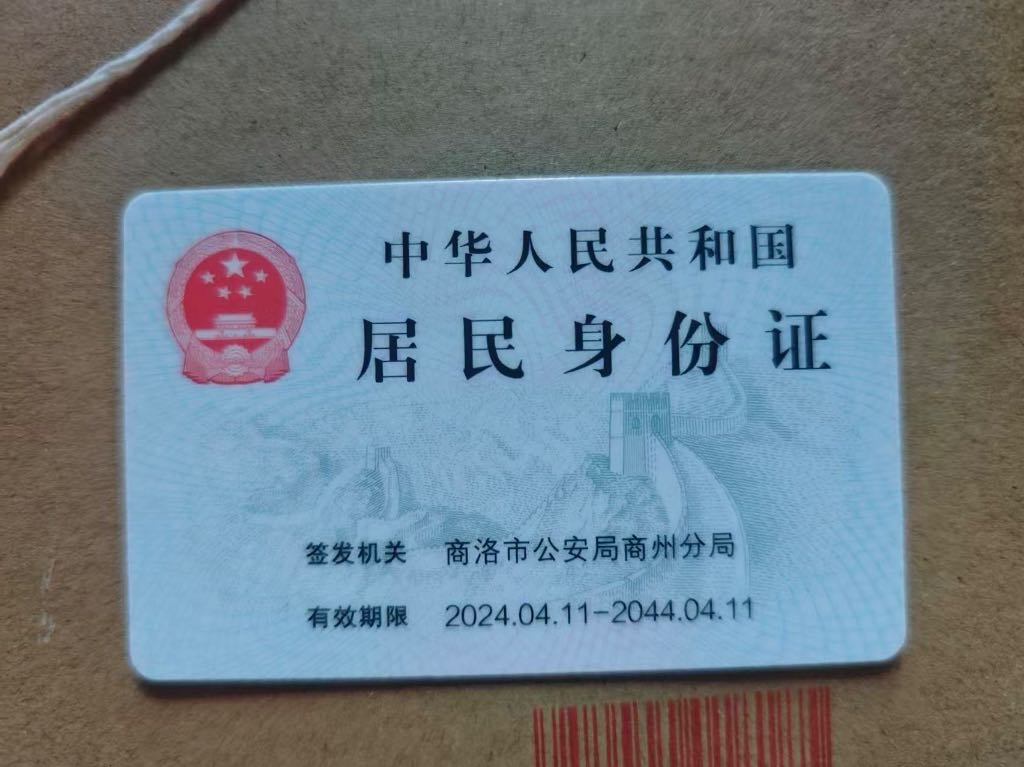 中华人民共和国
居民身份证
签发机关 商洛市公安局商州分局
有效期限 2024.04.11-2044.04.11